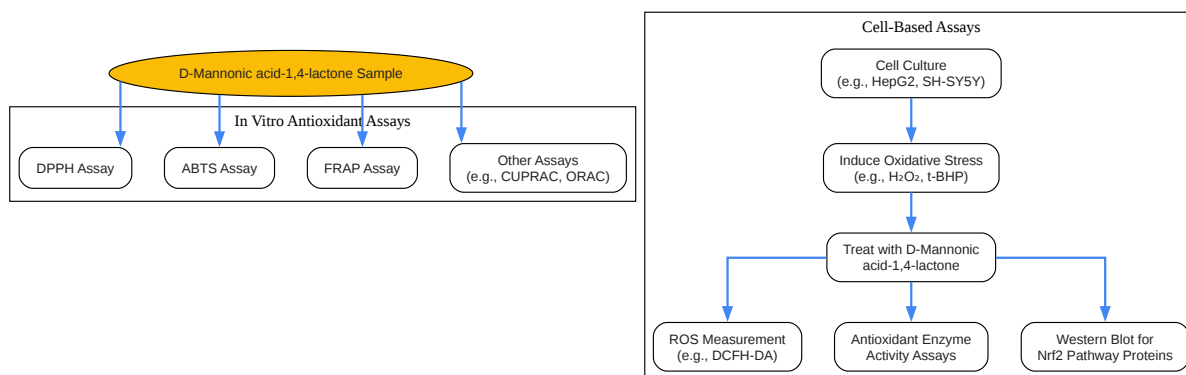 D-Mannonic acid-1,4-lactone Sample
In Vitro Antioxidant Assays
DPPH Assay
ABTS Assay
FRAP Assay
Other Assays
(e.g., CUPRAC, ORAC)
Cell-Based Assays
Cell Culture
(e.g., HepG2, SH-SY5Y)
Induce Oxidative Stress
(e.g., H₂O₂, t-BHP)
Treat with D-Mannonic
acid-1,4-lactone
ROS Measurement
(e.g., DCFH-DA)
Antioxidant Enzyme
Activity Assays
Western Blot for
Nrf2 Pathway Proteins